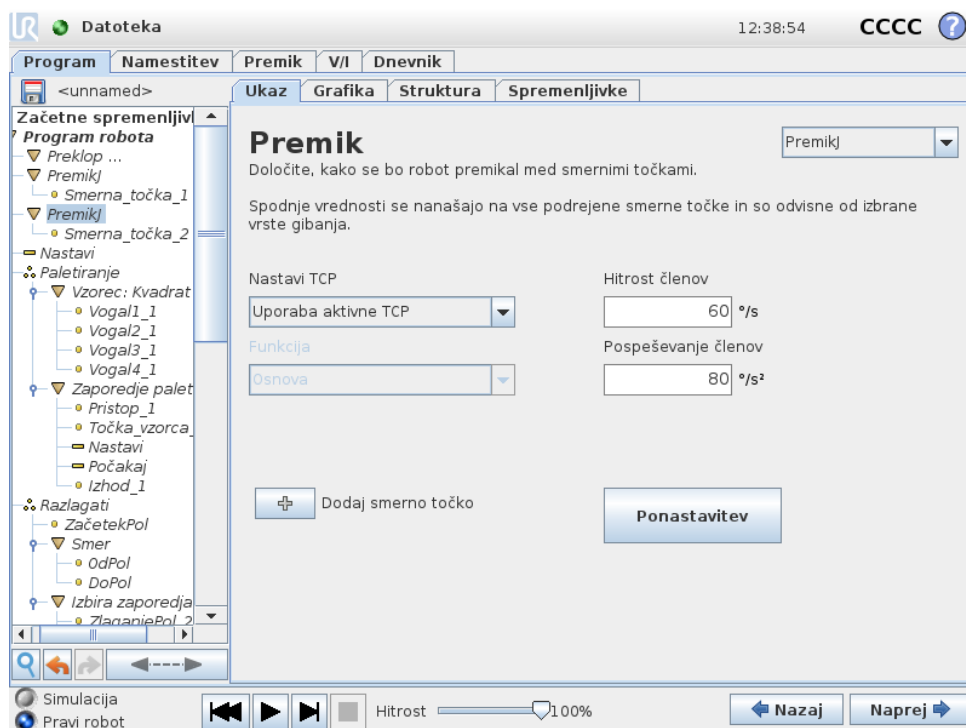 UR Datoteka 12:38:54 CCCC ?
Program Namestitev Premik V/I Dnevnik
<unnamed> Ukaz Grafika Struktura Spremenljivke
Začetne spremenljivl
Program robota
Preklop ...
PremikJ
Smerna_točka_1
PremikJ
Smerna_točka_2
Nastavi
Paletiranje
Vzorec: Kvadrat
Vogal1_1
Vogal2_1
Vogal3_1
Vogal4_1
Zaporedje palet
Pristop_1
Točka_vzorca_
Nastavi
Počakaj
Izhod_1
Razlagati
ZačetekPol
Smer
OdPol
DoPol
Izbira zaporedja
ZlaganjePol_2
Premik
PremikJ
Določite, kako se bo robot premikal med smernimi točkami.
Spodnje vrednosti se nanašajo na vse podrejene smerne točke in so odvisne od izbrane
vrste gibanja.
Nastavi TCP Hitrost členov
Uporaba aktivne TCP 60 °/s
Funkcija Pospeševanje členov
Osnova 80 °/s²
Dodaj smerno točko Ponastavitev
Simulacija
Pravi robot
Hitrost 100% Nazaj Naprej